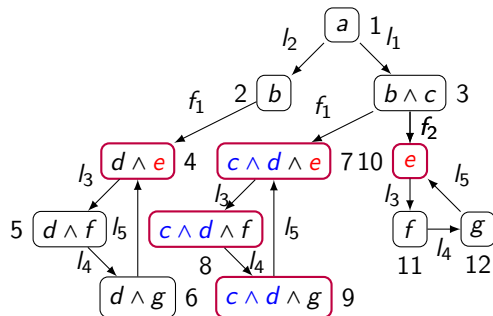 a 1
l₂ l₁
2 b b ∧ c 3
f₁ f₁ f₂
d ∧ e 4 c ∧ d ∧ e 7 10 e
l₃ l₃ l₃ l₅
5 d ∧ f l₅ c ∧ d ∧ f l₅ f g
l₄ 8 l₄ l₄
11 12
d ∧ g 6 c ∧ d ∧ g 9